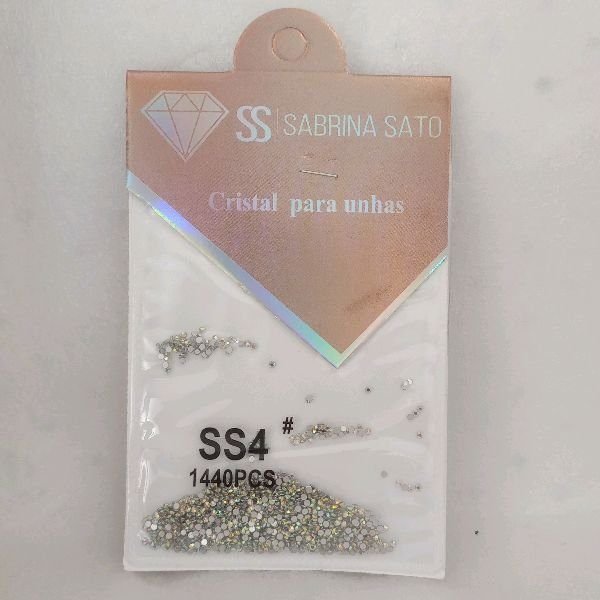 SS | SABRINA SATO
Cristal para unhas
SS4 #
1440PCS